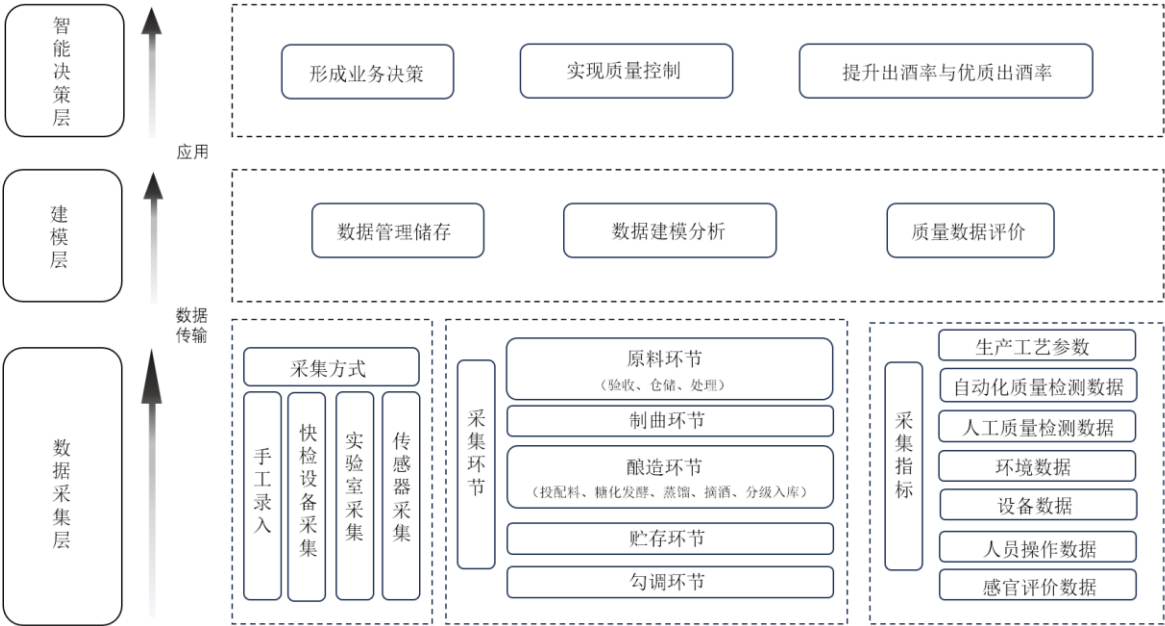 智能决策层
形成业务决策
实现质量控制
提升出酒率与优质出酒率
应用
建模层
数据管理储存
数据建模分析
质量数据评价
数据
传输
数据采集层
采集方式
手工录入
快检设备采集
实验室采集
传感器采集
采集环节
原料环节
（验收、仓储、处理）
制曲环节
酿造环节
（投配料、糖化发酵、蒸馏、摘酒、分级入库）
贮存环节
勾调环节
采集指标
生产工艺参数
自动化质量检测数据
人工质量检测数据
环境数据
设备数据
人员操作数据
感官评价数据